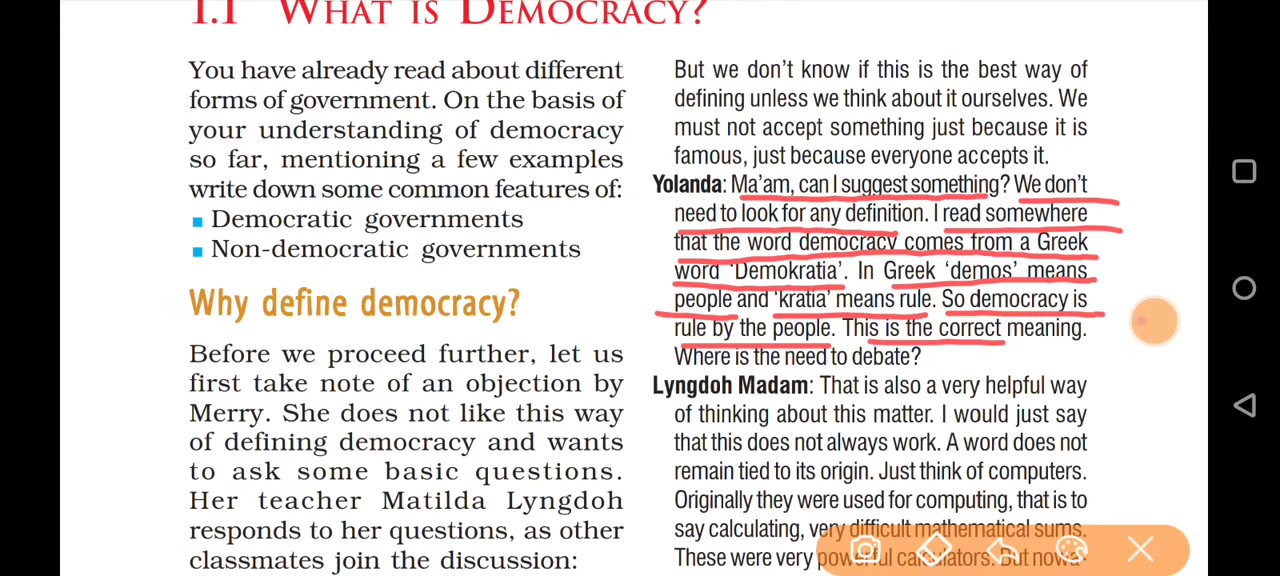 1.1 WHAT IS DEMOCRACY?
You have already read about different
forms of government. On the basis of
your understanding of democracy
so far, mentioning a few examples
write down some common features of:
Democratic governments
Non-democratic governments
Why define democracy?
Before we proceed further, let us
first take note of an objection by
Merry. She does not like this way
of defining democracy and wants
to ask some basic questions.
Her teacher Matilda Lyngdoh
responds to her questions, as other
classmates join the discussion:
But we don't know if this is the best way of
defining unless we think about it ourselves. We
must not accept something just because it is
famous, just because everyone accepts it.
Yolanda: Ma'am, can I suggest something? We don't
need to look for any definition. I read somewhere
that the word democracy comes from a Greek
word 'Demokratia'. In Greek 'demos' means
people and 'kratia' means rule. So democracy is
rule by the people. This is the correct meaning.
Where is the need to debate?
Lyngdoh Madam: That is also a very helpful way
of thinking about this matter. I would just say
that this does not always work. A word does not
remain tied to its origin. Just think of computers.
Originally they were used for computing, that is to
say calculating, very difficult mathematical sums.
These were very powerful calculators. But now a-